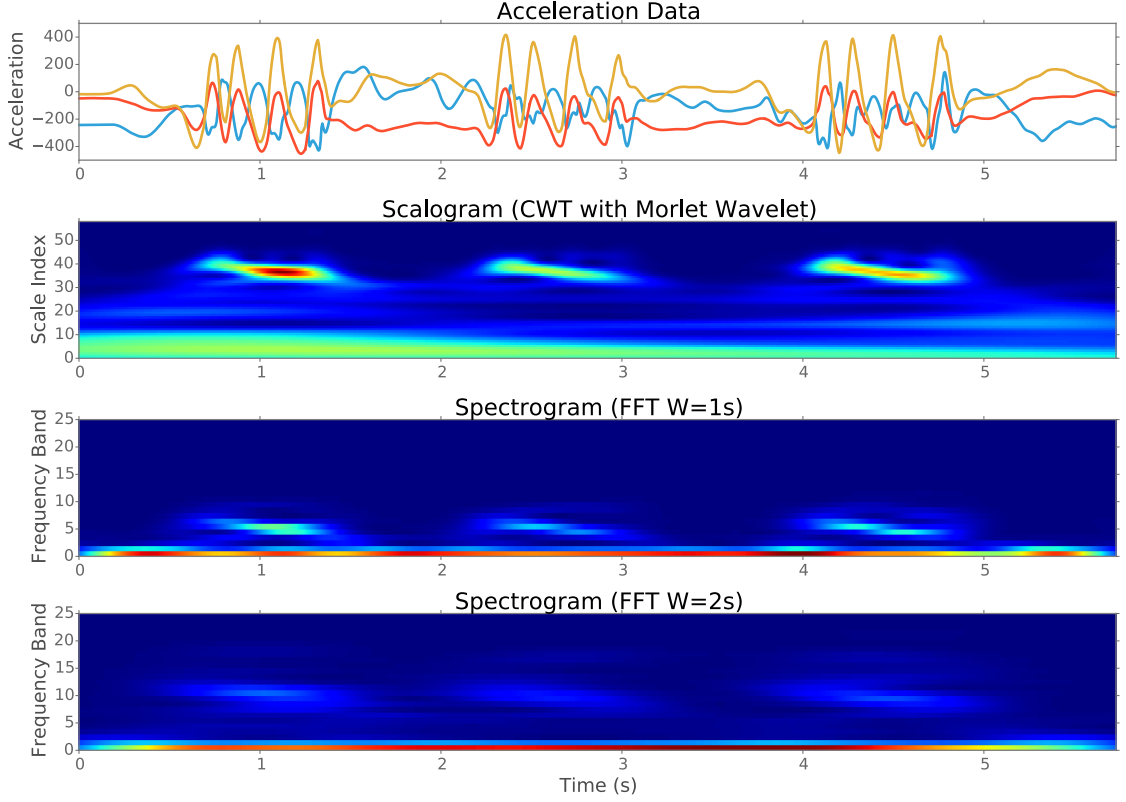 Acceleration Data
Acceleration
400
200
0
−200
−400
0 1 2 3 4 5
Scalogram (CWT with Morlet Wavelet)
Scale Index
50
40
30
20
10
0
0 1 2 3 4 5
Spectrogram (FFT W=1s)
Frequency Band
25
20
15
10
5
0
0 1 2 3 4 5
Spectrogram (FFT W=2s)
Frequency Band
25
20
15
10
5
0
0 1 2 3 4 5
Time (s)